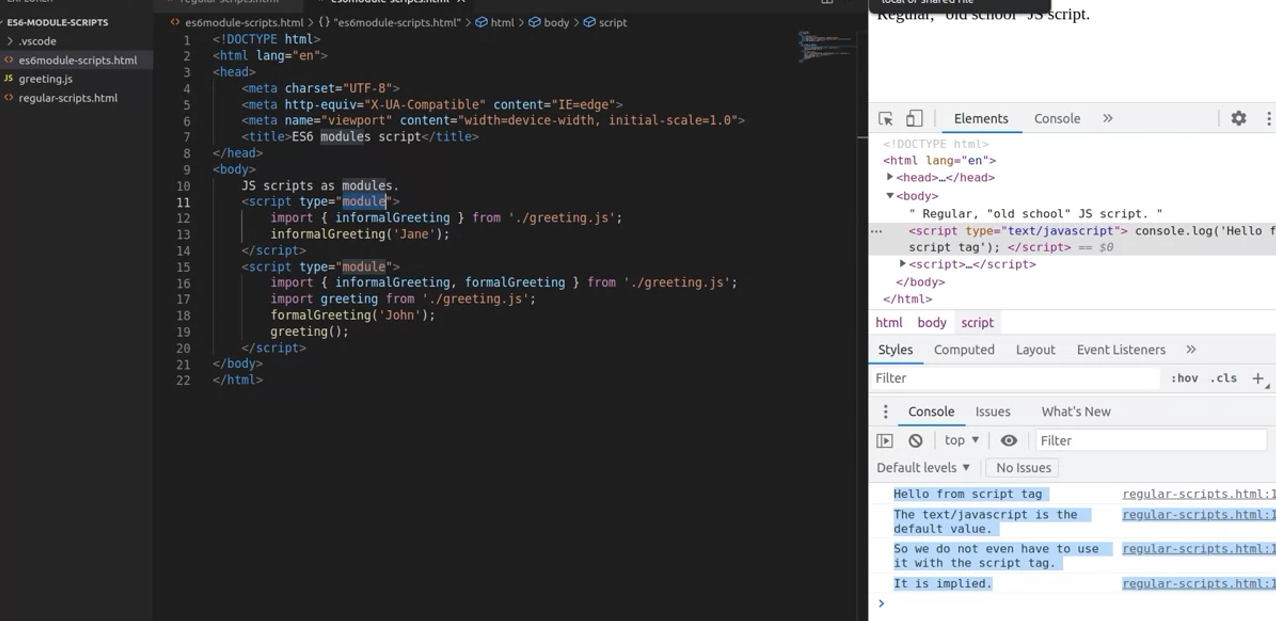 EXPLORER
regular-scripts.html
es6module-scripts.html ×
local or shared file
ES6-MODULE-SCRIPTS
> .vscode
<> es6module-scripts.html
JS greeting.js
<> regular-scripts.html
<> es6module-scripts.html > {} "es6module-scripts.html" > html > body > script
1 <!DOCTYPE html>
2 <html lang="en">
3 <head>
4 <meta charset="UTF-8">
5 <meta http-equiv="X-UA-Compatible" content="IE=edge">
6 <meta name="viewport" content="width=device-width, initial-scale=1.0">
7 <title>ES6 modules script</title>
8 </head>
9 <body>
10 JS scripts as modules.
11 <script type="module">
12 import { informalGreeting } from './greeting.js';
13 informalGreeting('Jane');
14 </script>
15 <script type="module">
16 import { informalGreeting, formalGreeting } from './greeting.js';
17 import greeting from './greeting.js';
18 formalGreeting('John');
19 greeting();
20 </script>
21 </body>
22 </html>
Regular, "old school" JS script.
Elements Console »
<!DOCTYPE html>
<html lang="en">
<head>…</head>
<body>
" Regular, "old school" JS script. "
<script type="text/javascript"> console.log('Hello f
script tag'); </script> == $0
<script>…</script>
</body>
</html>
html body script
Styles Computed Layout Event Listeners »
Filter :hov .cls +
Console Issues What's New
top ▼ Filter
Default levels ▼ No Issues
Hello from script tag regular-scripts.html:1
The text/javascript is the regular-scripts.html:1
default value.
So we do not even have to use regular-scripts.html:1
it with the script tag.
It is implied. regular-scripts.html:1
>